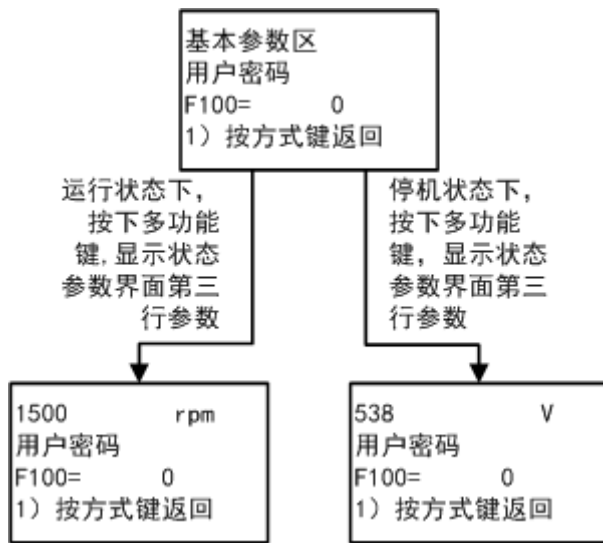 基本参数区
用户密码
F100= 0
1）按方式键返回
运行状态下，
按下多功能
键,显示状态
参数界面第三
行参数
停机状态下，
按下多功能
键，显示状态
参数界面第三
行参数
1500 rpm
用户密码
F100= 0
1）按方式键返回
538 V
用户密码
F100= 0
1）按方式键返回